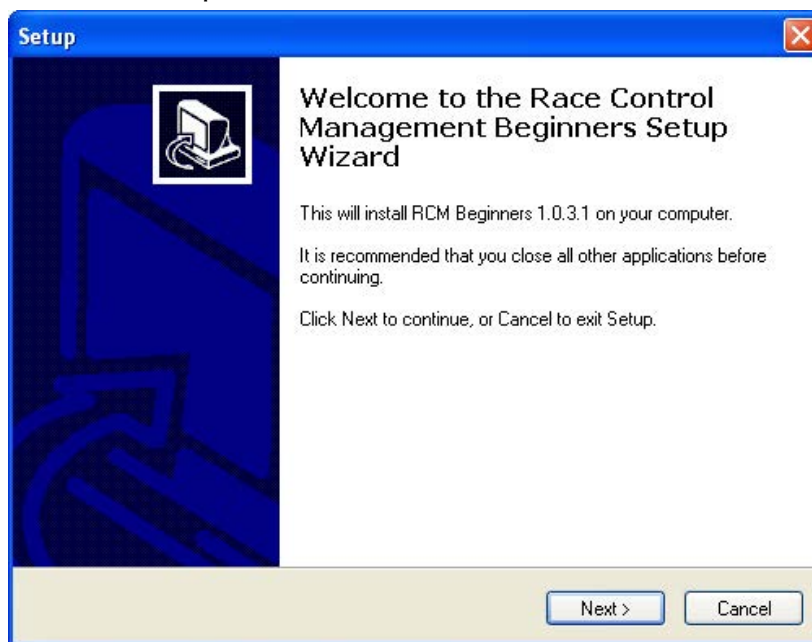 Setup
Welcome to the Race Control
Management Beginners Setup
Wizard
This will install RCM Beginners 1.0.3.1 on your computer.
It is recommended that you close all other applications before
continuing.
Click Next to continue, or Cancel to exit Setup.
Next >
Cancel